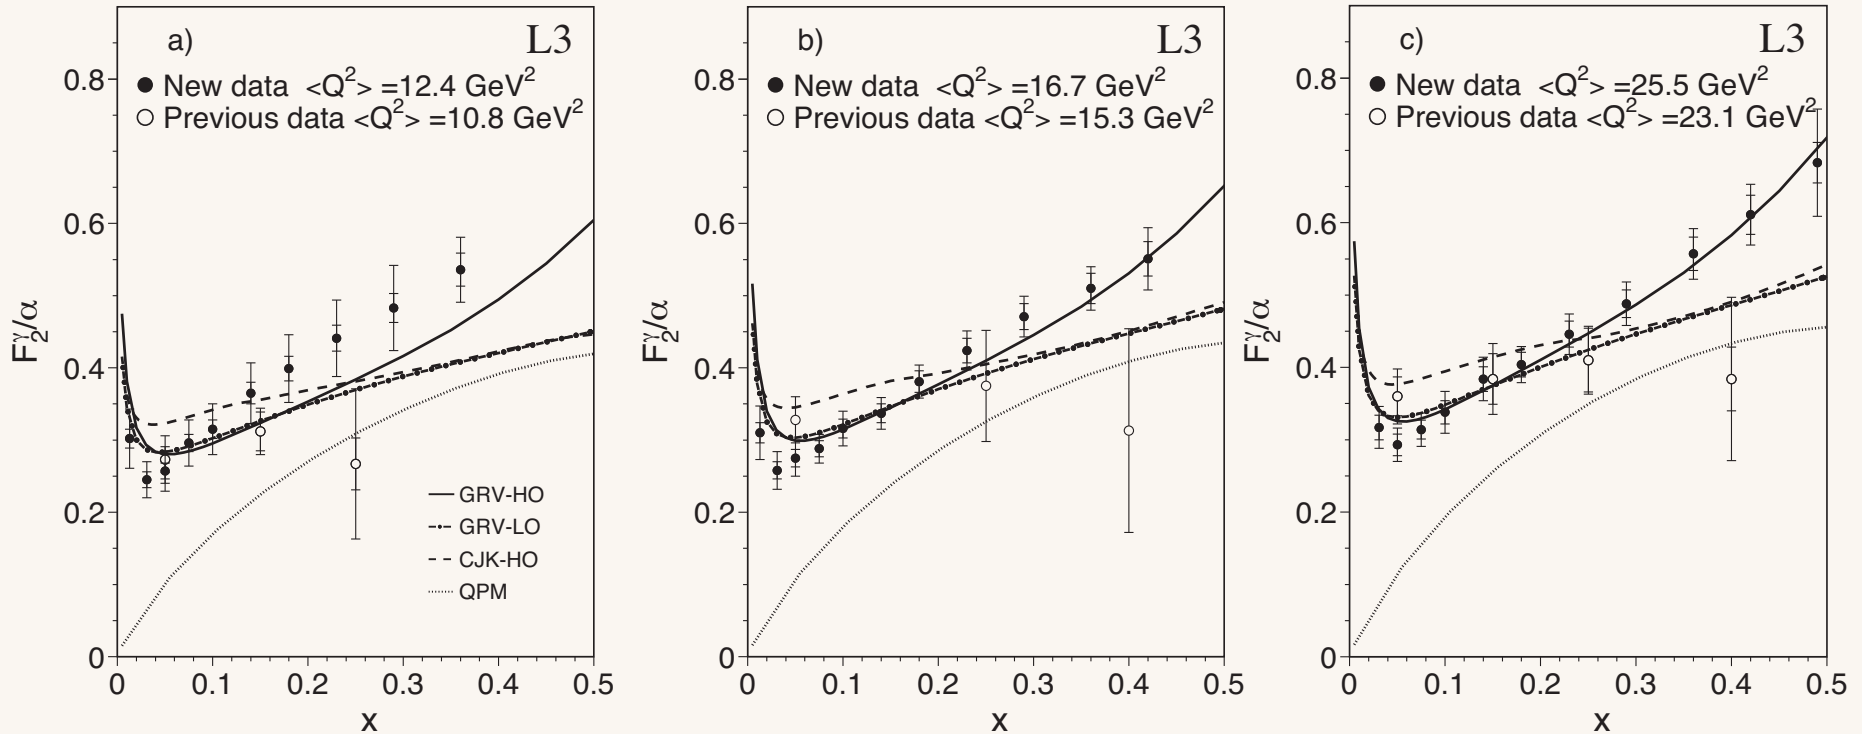 a) L3
● New data <Q²> =12.4 GeV²
○ Previous data <Q²> =10.8 GeV²
F₂^γ/α
0.8
0.6
0.4
0.2
0
GRV-HO
GRV-LO
CJK-HO
QPM
0 0.1 0.2 0.3 0.4 0.5
x
b) L3
● New data <Q²> =16.7 GeV²
○ Previous data <Q²> =15.3 GeV²
F₂^γ/α
0.8
0.6
0.4
0.2
0
0 0.1 0.2 0.3 0.4 0.5
x
c) L3
● New data <Q²> =25.5 GeV²
○ Previous data <Q²> =23.1 GeV²
F₂^γ/α
0.8
0.6
0.4
0.2
0
0 0.1 0.2 0.3 0.4 0.5
x